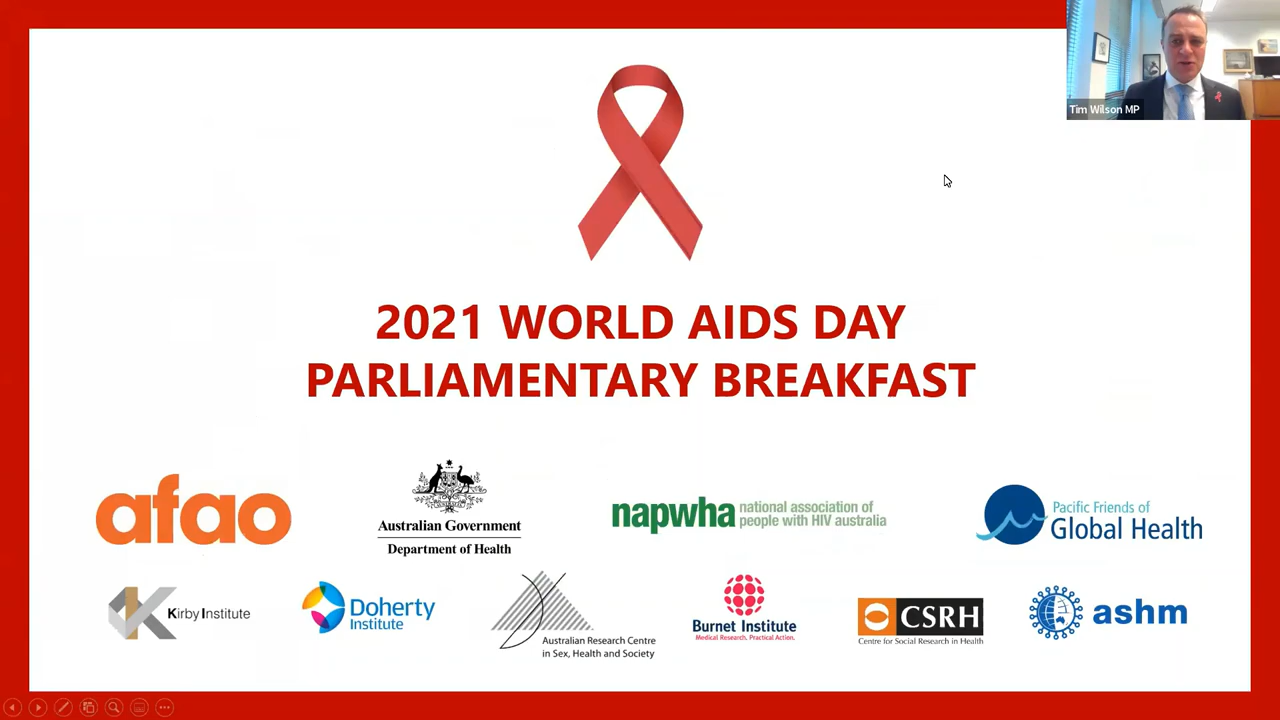 Tim Wilson MP
2021 WORLD AIDS DAY
PARLIAMENTARY BREAKFAST
afao
Australian Government
Department of Health
napwha
national association of
people with HIV australia
Pacific Friends of
Global Health
Kirby Institute
Doherty
Institute
Australian Research Centre
in Sex, Health and Society
Burnet Institute
Medical Research. Practical Action.
CSRH
Centre for Social Research in Health
ashm